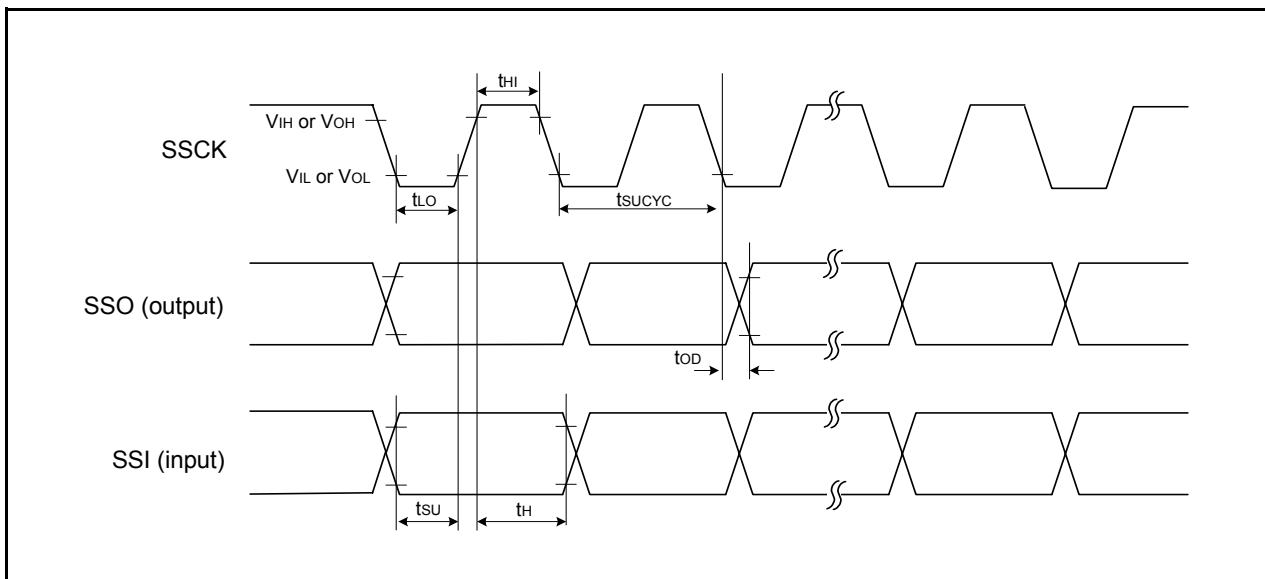 tHI
VIH or VOH
SSCK
VIL or VOL
tLO
tSUCYC
SSO (output)
tOD
SSI (input)
tSU
tH